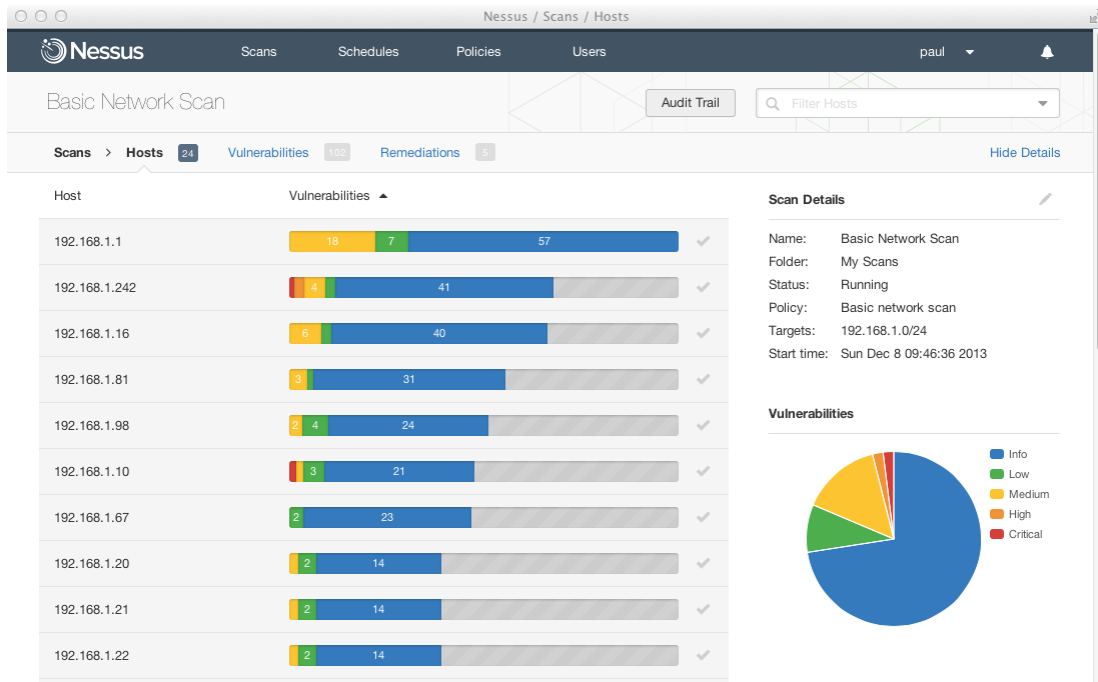 Nessus / Scans / Hosts
Nessus Scans Schedules Policies Users paul
Basic Network Scan Audit Trail Filter Hosts
Scans > Hosts 24 Vulnerabilities 102 Remediations 5 Hide Details
Host Vulnerabilities
192.168.1.1 18 7 57
192.168.1.242 4 41
192.168.1.16 6 40
192.168.1.81 3 31
192.168.1.98 2 4 24
192.168.1.10 3 21
192.168.1.67 2 23
192.168.1.20 2 14
192.168.1.21 2 14
192.168.1.22 2 14
Scan Details
Name: Basic Network Scan
Folder: My Scans
Status: Running
Policy: Basic network scan
Targets: 192.168.1.0/24
Start time: Sun Dec 8 09:46:36 2013
Vulnerabilities
Info
Low
Medium
High
Critical